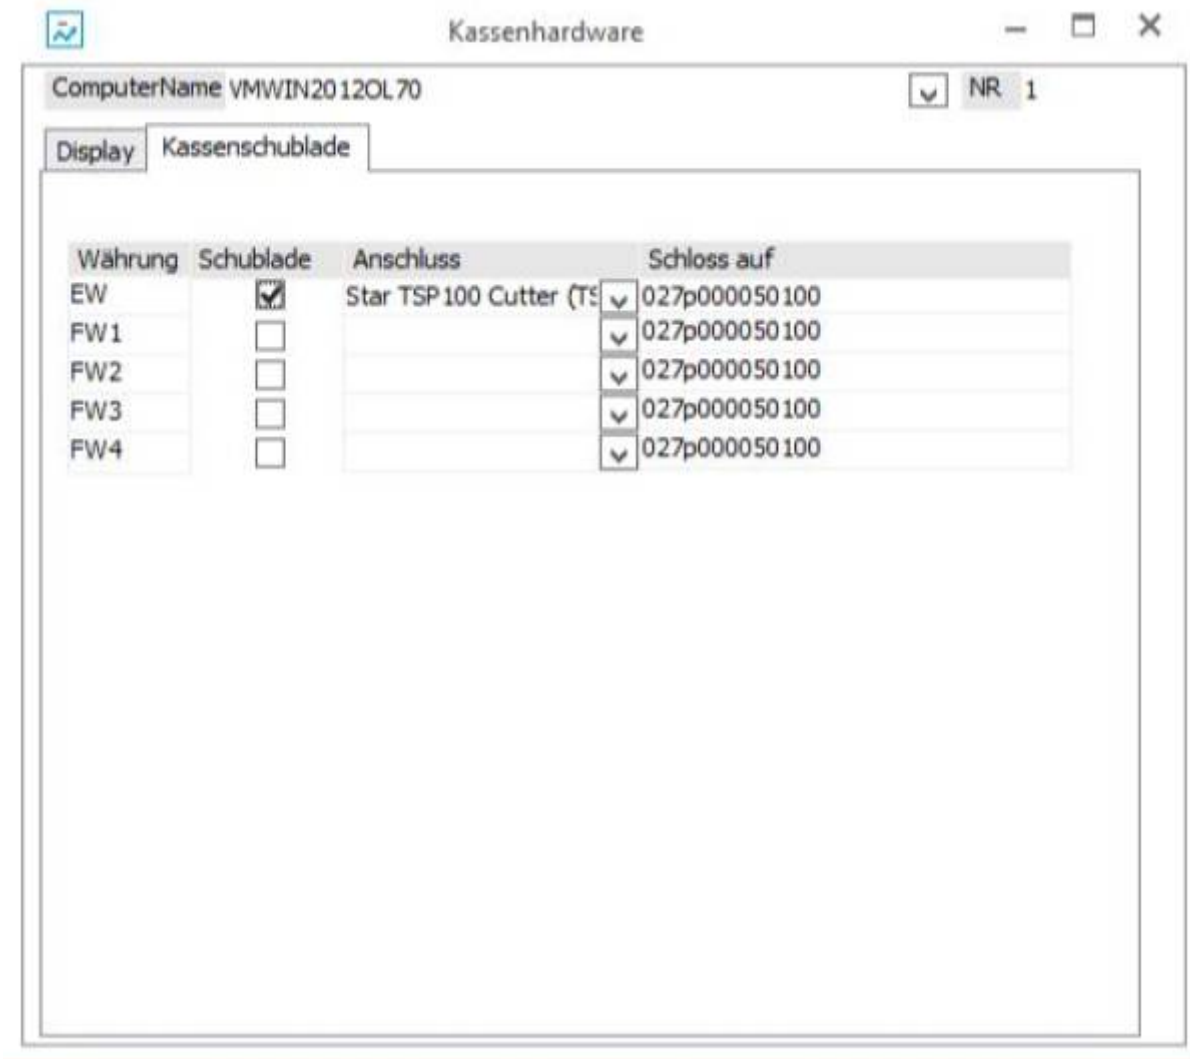 Kassenhardware
ComputerName VMWIN2012OL70 NR 1
Display Kassenschublade
Währung Schublade Anschluss Schloss auf
EW Star TSP100 Cutter (TS 027p000050100
FW1 027p000050100
FW2 027p000050100
FW3 027p000050100
FW4 027p000050100